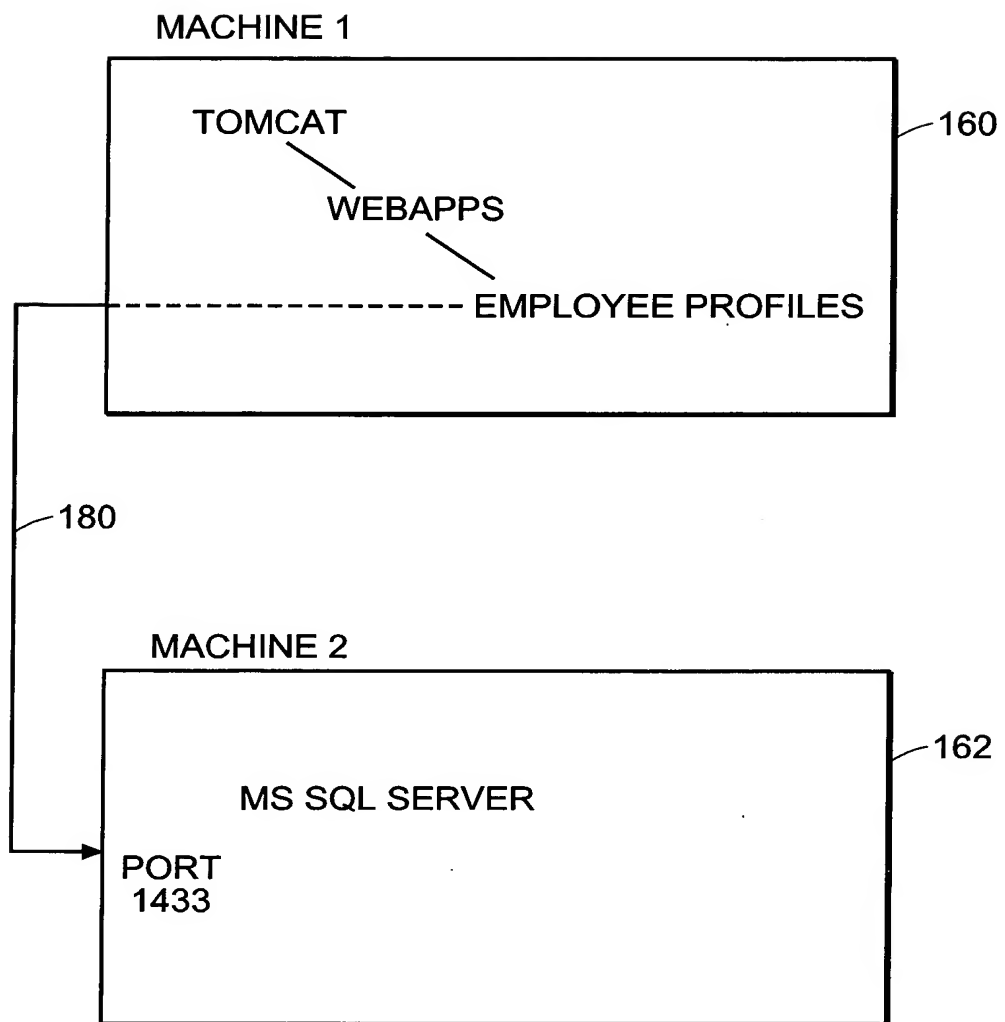 MACHINE 1
TOMCAT
160
WEBAPPS
EMPLOYEE PROFILES
180
MACHINE 2
162
MS SQL SERVER
PORT
1433